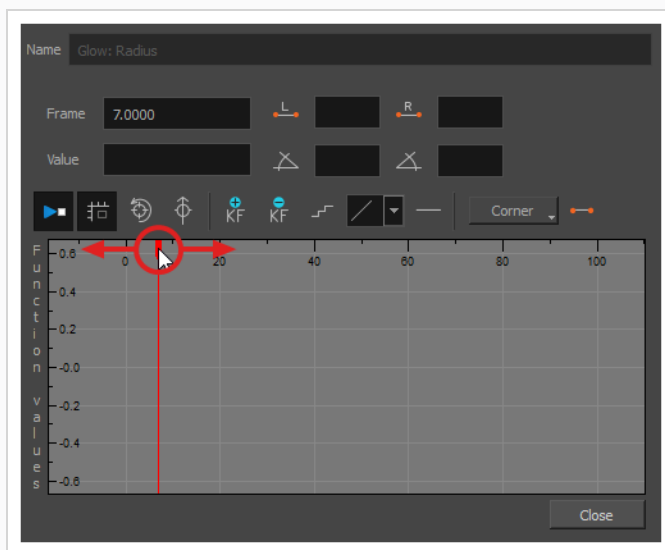 Name Glow: Radius
Frame 7.0000 L R
Value
KF KF Corner
Function values
0.6
0 20 40 60 80 100
0.4
0.2
-0.0
-0.2
-0.4
-0.6
Close